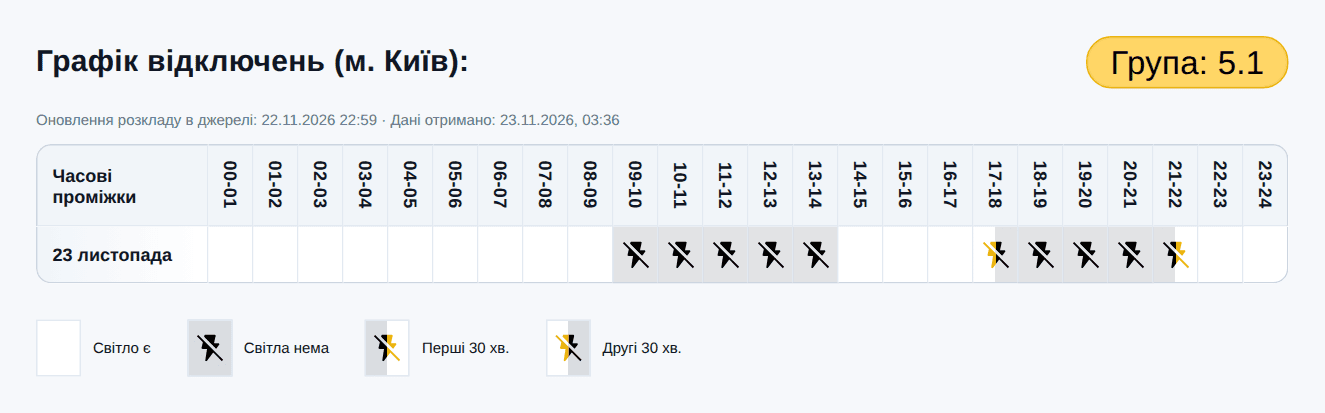 Графік відключень (м. Київ):
Група: 5.1
Оновлення розкладу в джерелі: 22.11.2026 22:59 · Дані отримано: 23.11.2026, 03:36
Часові
проміжки
00-01
01-02
02-03
03-04
04-05
05-06
06-07
07-08
08-09
09-10
10-11
11-12
12-13
13-14
14-15
15-16
16-17
17-18
18-19
19-20
20-21
21-22
22-23
23-24
23 листопада
Світло є
Світла нема
Перші 30 хв.
Другі 30 хв.